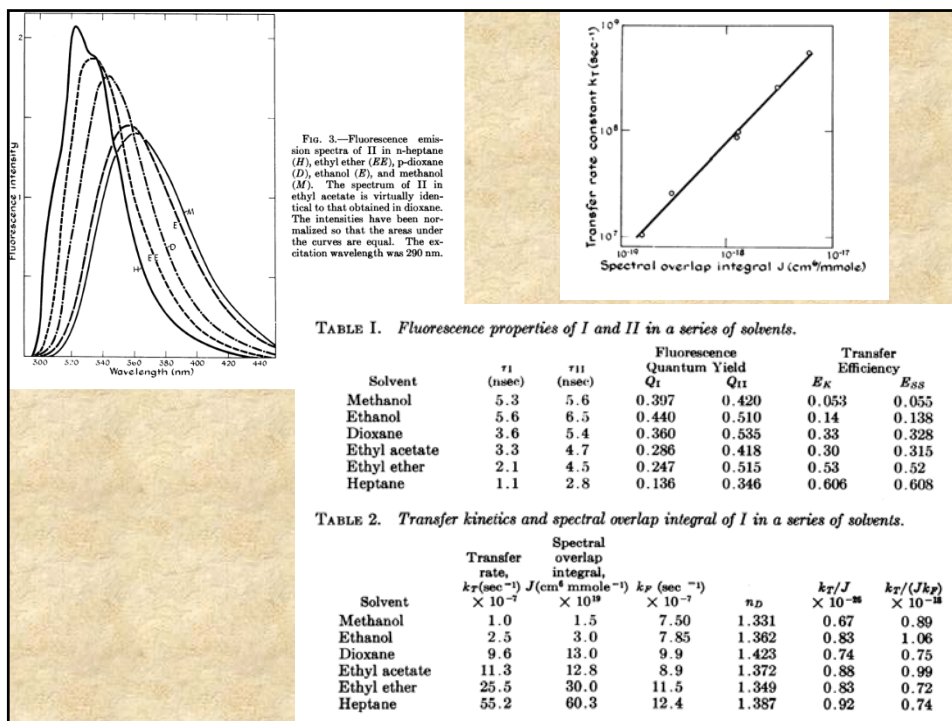 2
1
Fluorescence intensity
M
E
D
EE
H
300 320 340 360 380 400 420 440
Wavelength (nm)
FIG. 3.—Fluorescence emis-
sion spectra of II in n-heptane
(H), ethyl ether (EE), p-dioxane
(D), ethanol (E), and methanol
(M). The spectrum of II in
ethyl acetate is virtually iden-
tical to that obtained in dioxane.
The intensities have been nor-
malized so that the areas under
the curves are equal. The ex-
citation wavelength was 290 nm.
Transfer rate constant kT (sec⁻¹)
10⁹
10⁸
10⁷
10⁻¹⁹ 10⁻¹⁸ 10⁻¹⁷
Spectral overlap integral J (cm⁶/mmole)
TABLE I. Fluorescence properties of I and II in a series of solvents.
Fluorescence Transfer
τI τII Quantum Yield Efficiency
Solvent (nsec) (nsec) QI QII EK ESS
Methanol 5.3 5.6 0.397 0.420 0.053 0.055
Ethanol 5.6 6.5 0.440 0.510 0.14 0.138
Dioxane 3.6 5.4 0.360 0.535 0.33 0.328
Ethyl acetate 3.3 4.7 0.286 0.418 0.30 0.315
Ethyl ether 2.1 4.5 0.247 0.515 0.53 0.52
Heptane 1.1 2.8 0.136 0.346 0.606 0.608
TABLE 2. Transfer kinetics and spectral overlap integral of I in a series of solvents.
Spectral
Transfer overlap
rate, integral,
kT(sec⁻¹) J(cm⁶ mmole⁻¹) kF (sec⁻¹) kT/J kT/(JkF)
Solvent × 10⁻⁷ × 10¹⁹ × 10⁻⁷ nD × 10⁻²⁶ × 10⁻¹⁸
Methanol 1.0 1.5 7.50 1.331 0.67 0.89
Ethanol 2.5 3.0 7.85 1.362 0.83 1.06
Dioxane 9.6 13.0 9.9 1.423 0.74 0.75
Ethyl acetate 11.3 12.8 8.9 1.372 0.88 0.99
Ethyl ether 25.5 30.0 11.5 1.349 0.83 0.72
Heptane 55.2 60.3 12.4 1.387 0.92 0.74